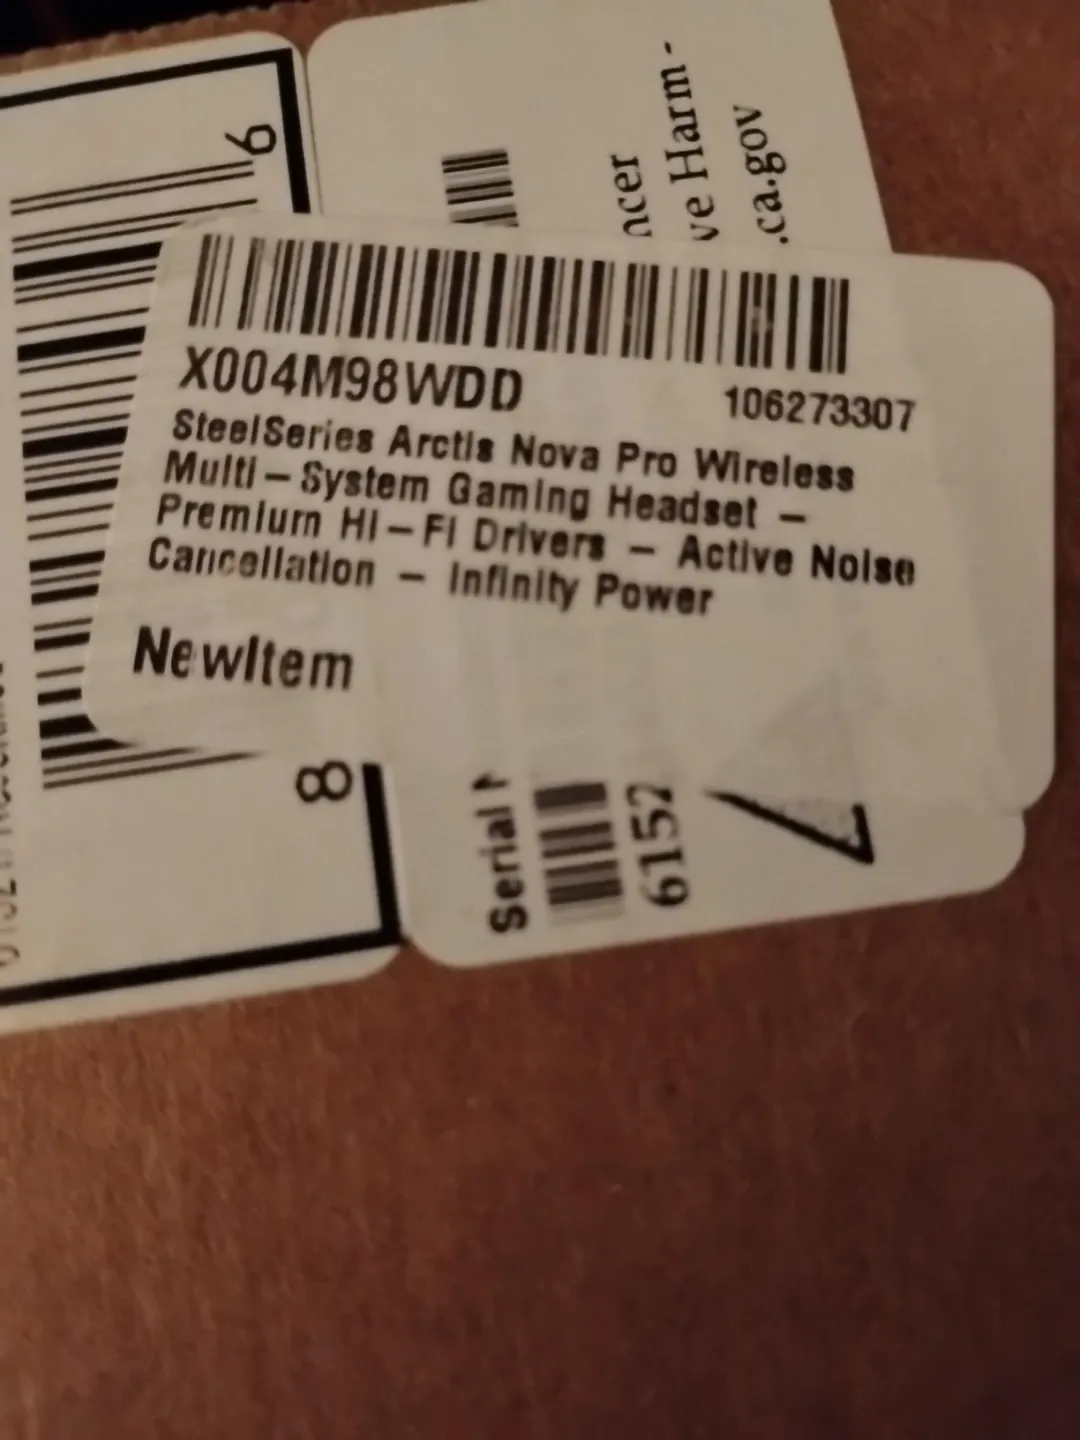 6
ncer
ve Harm -
.ca.gov
X004M98WDD
106273307
SteelSeries Arctis Nova Pro Wireless
Multi-System Gaming Headset -
Premium Hi-Fi Drivers - Active Noise
Cancellation - Infinity Power
NewItem
8
Serial
6157